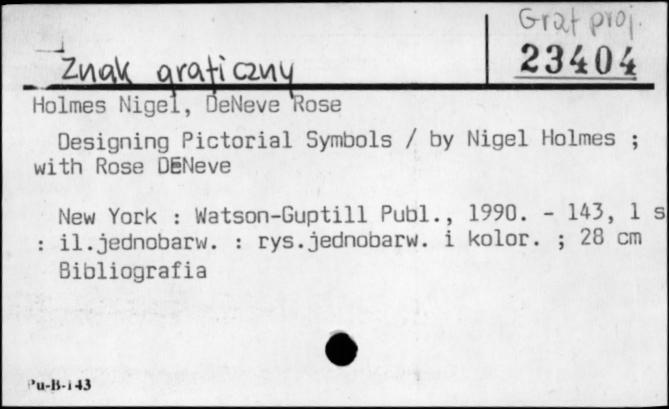 Graf proj.
23404
Znak graficzny
Holmes Nigel, DeNeve Rose
Designing Pictorial Symbols / by Nigel Holmes ;
with Rose DENeve
New York : Watson-Guptill Publ., 1990. - 143, 1 s
: il.jednobarw. : rys.jednobarw. i kolor. ; 28 cm
Bibliografia
Pu-B-143